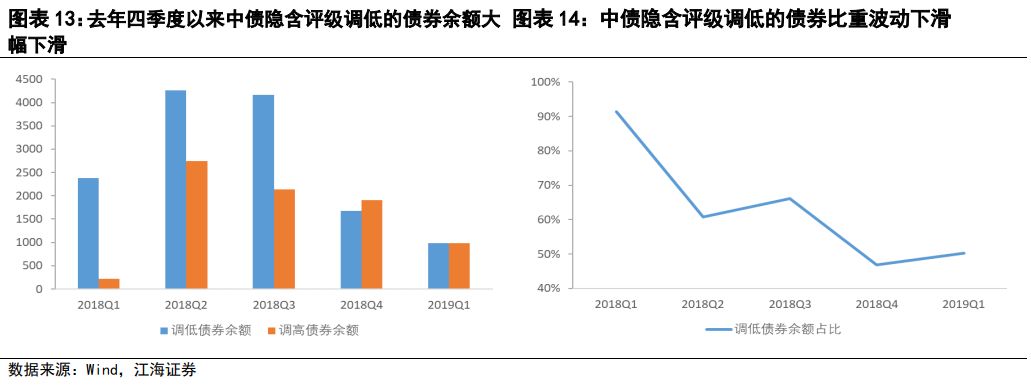 图表 13:去年四季度以来中债隐含评级调低的债券余额大
幅下滑
图表 14：中债隐含评级调低的债券比重波动下滑
4500
4000
3500
3000
2500
2000
1500
1000
500
0
2018Q1 2018Q2 2018Q3 2018Q4 2019Q1
调低债券余额 调高债券余额
100%
90%
80%
70%
60%
50%
40%
2018Q1 2018Q2 2018Q3 2018Q4 2019Q1
调低债券余额占比
数据来源：Wind，江海证券